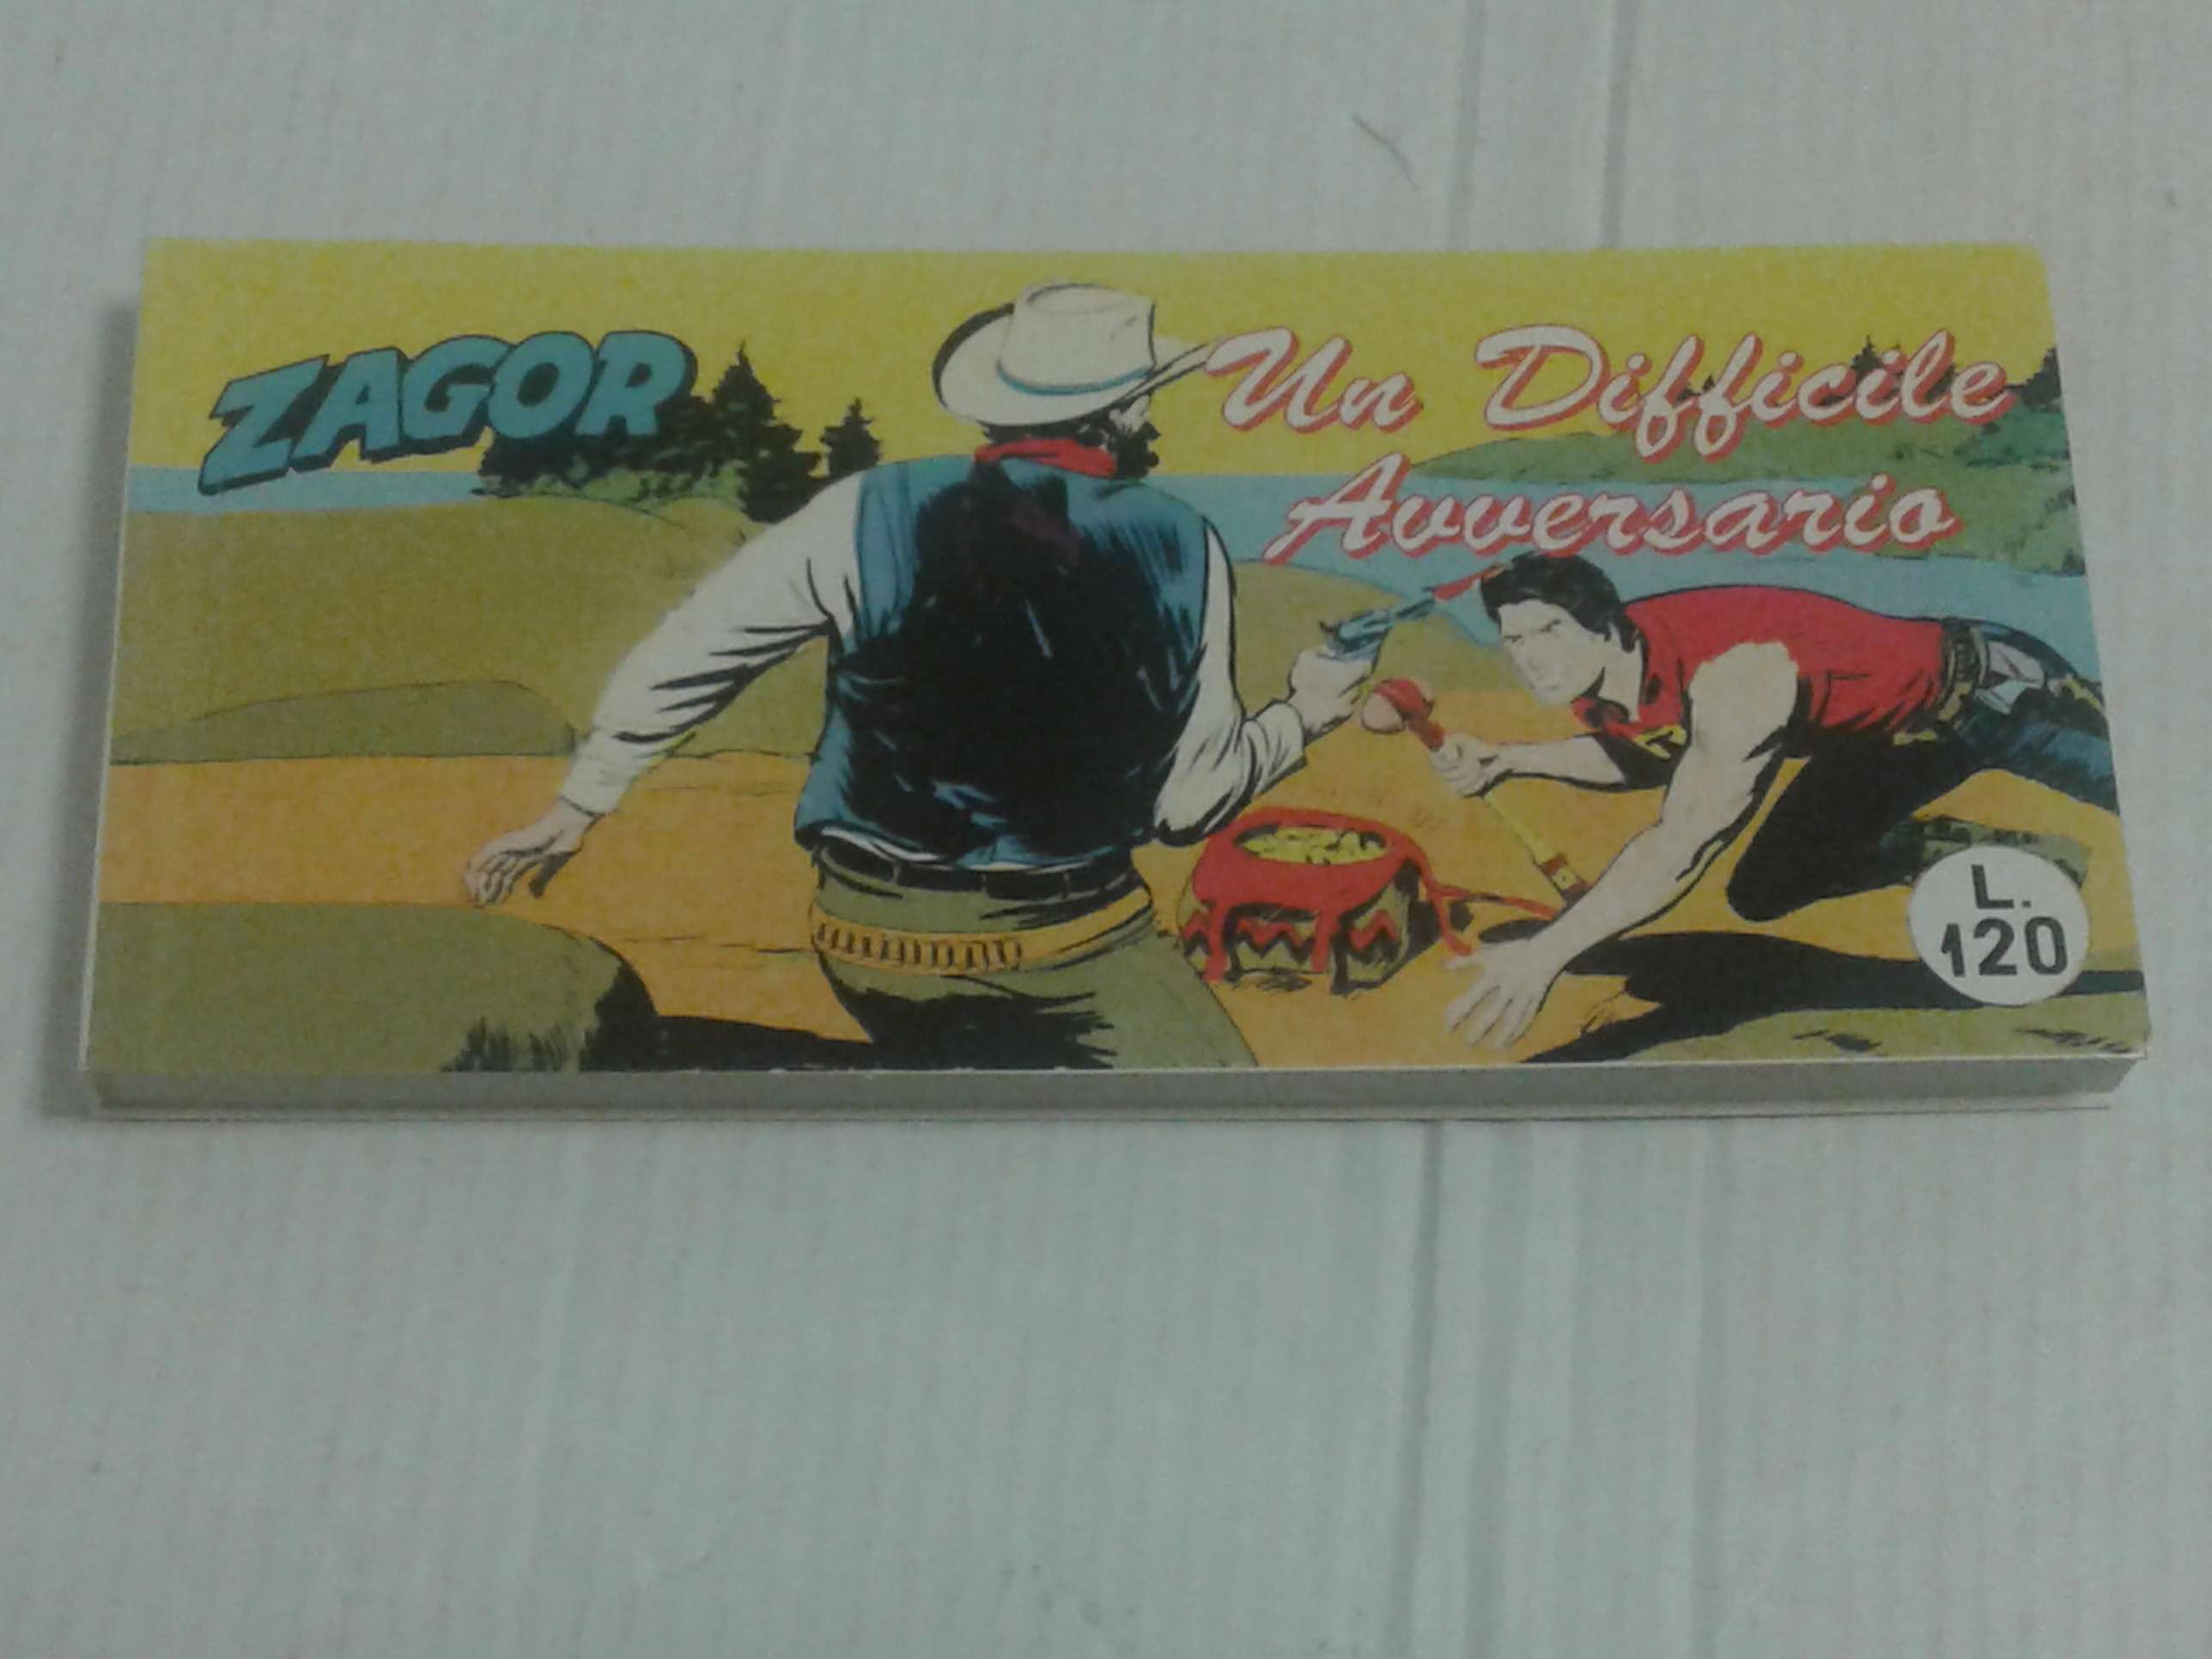 ZAGOR
Un Difficile
Avversario
L.
120